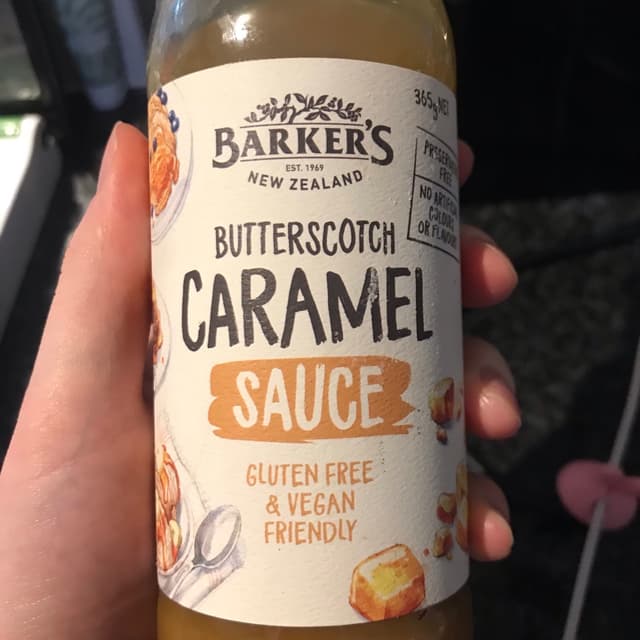 365g NET
BARKER'S
EST. 1969
NEW ZEALAND
PRESERVATIVE
FREE
NO ARTIFICIAL
COLOURS
OR FLAVOURS
BUTTERSCOTCH
CARAMEL
SAUCE
GLUTEN FREE
& VEGAN
FRIENDLY